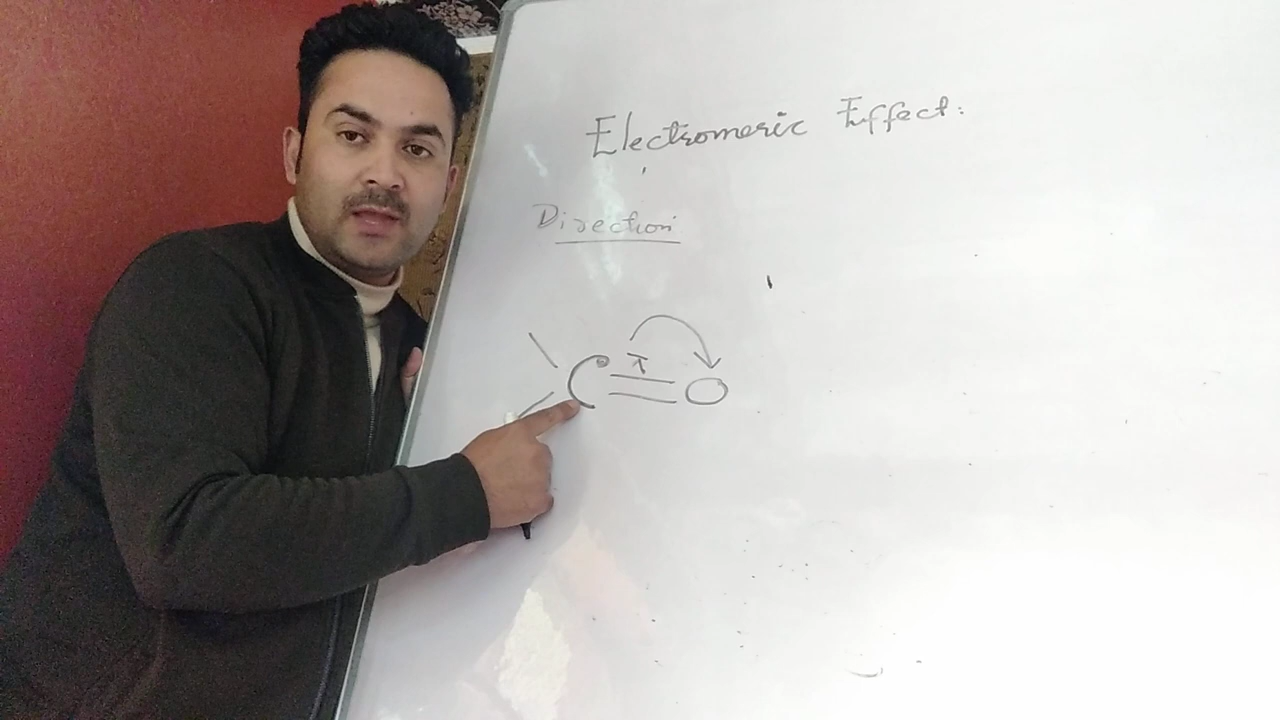 Electromeric Effect:
Direction
π
C = O